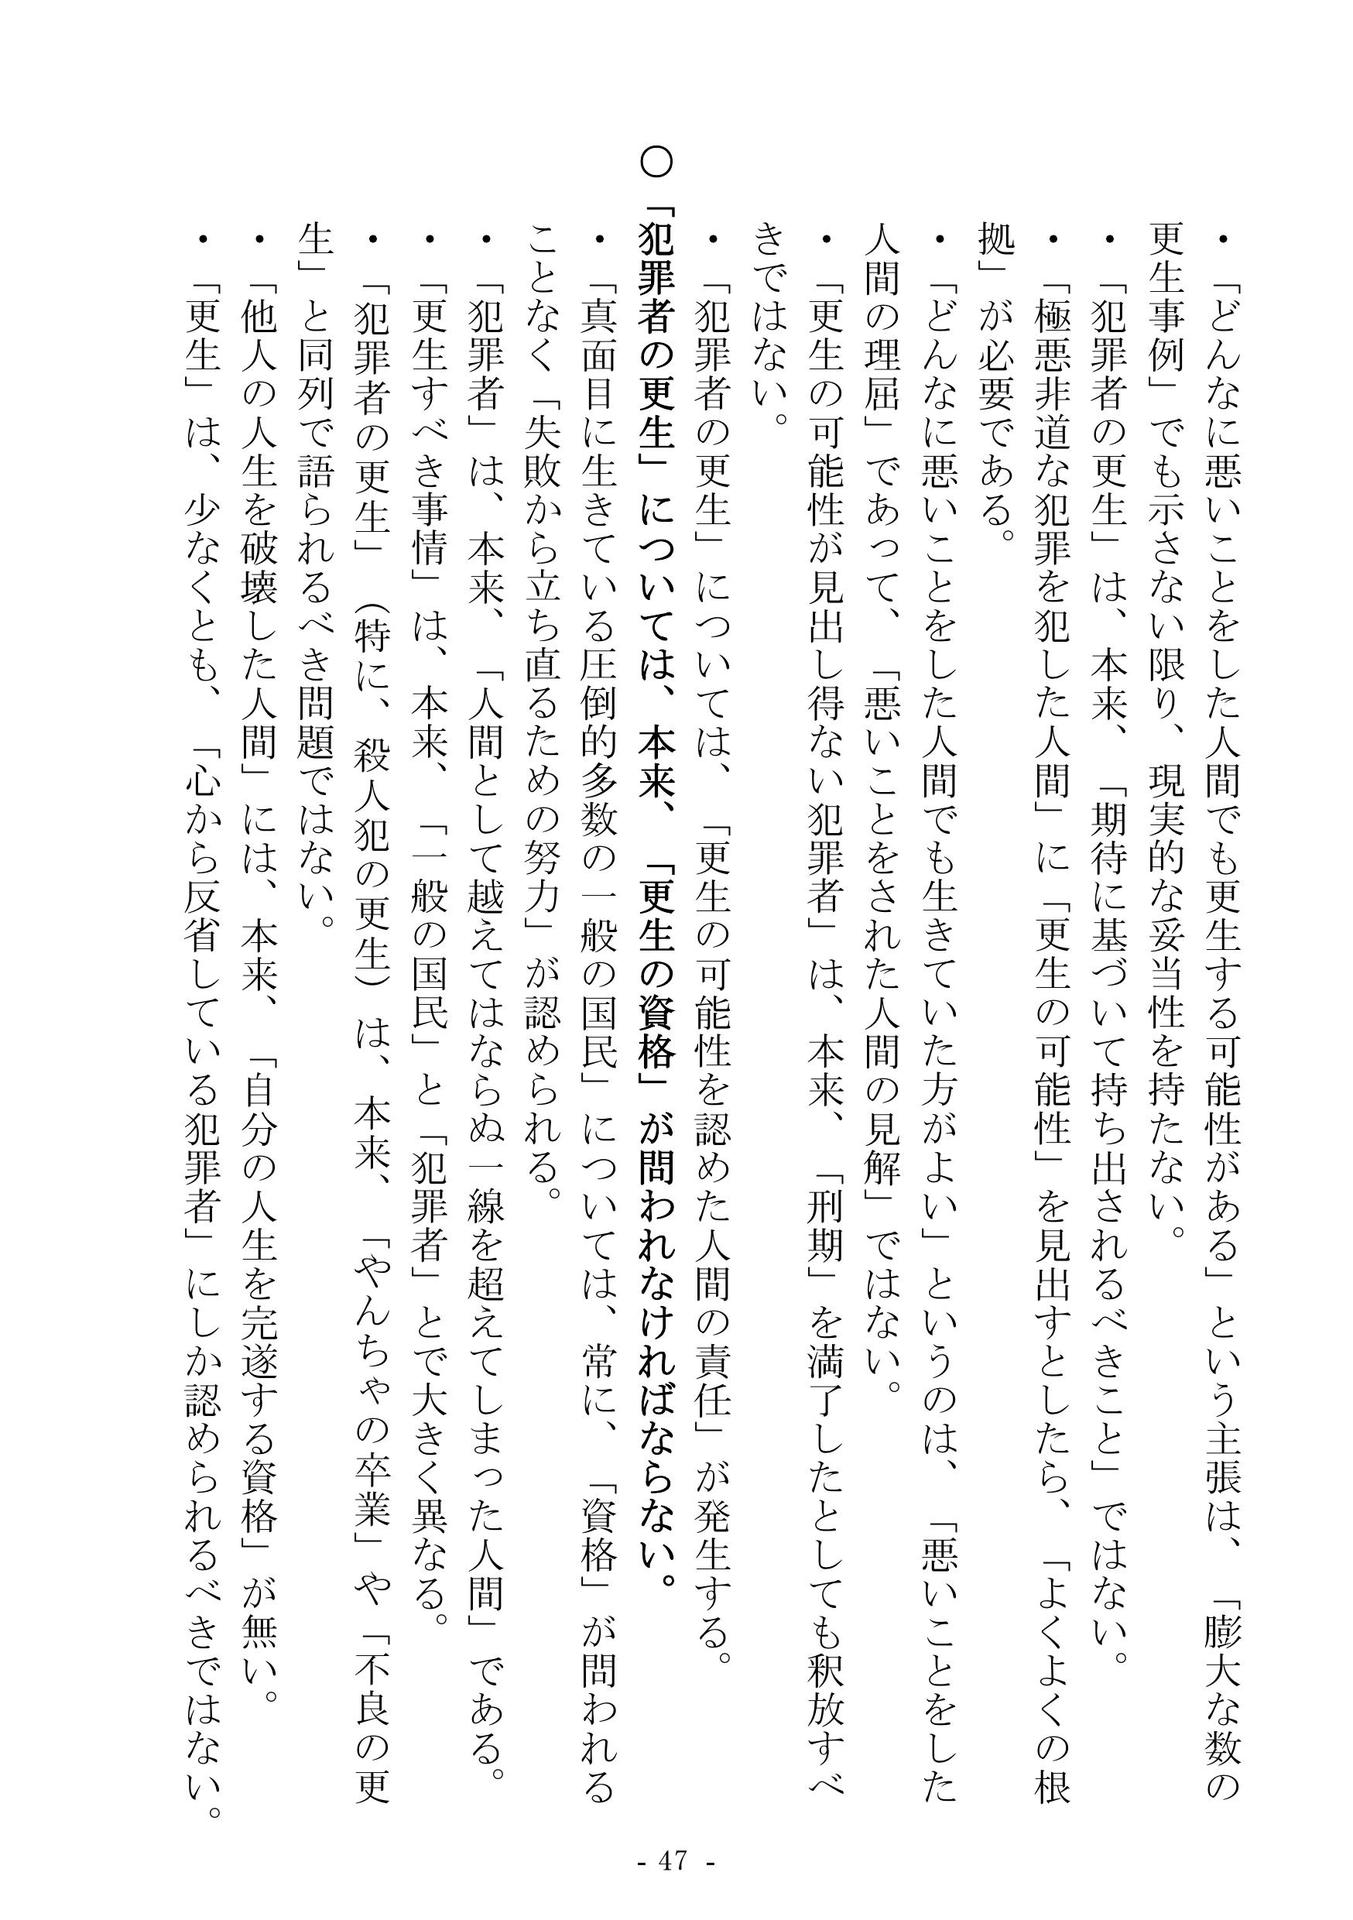 ・「どんなに悪いことをした人間でも更生する可能性がある」という主張は、「膨大な数の
更生事例」でも示さない限り、現実的な妥当性を持たない。
・「犯罪者の更生」は、本来、「期待に基づいて持ち出されるべきこと」ではない。
・「極悪非道な犯罪を犯した人間」に「更生の可能性」を見出すとしたら、「よくよくの根
拠」が必要である。
・「どんなに悪いことをした人間でも生きていた方がよい」というのは、「悪いことをした
人間の理屈」であって、「悪いことをされた人間の見解」ではない。
・「更生の可能性が見出し得ない犯罪者」は、本来、「刑期」を満了したとしても釈放すべ
きではない。
・「犯罪者の更生」については、「更生の可能性を認めた人間の責任」が発生する。
〇「犯罪者の更生」については、本来、「更生の資格」が問われなければならない。
・「真面目に生きている圧倒的多数の一般の国民」については、常に、「資格」が問われる
ことなく「失敗から立ち直るための努力」が認められる。
・「犯罪者」は、本来、「人間として越えてはならぬ一線を超えてしまった人間」である。
・「更生すべき事情」は、本来、「一般の国民」と「犯罪者」とで大きく異なる。
・「犯罪者の更生」（特に、殺人犯の更生）は、本来、「やんちゃの卒業」や「不良の更
生」と同列で語られるべき問題ではない。
・「他人の人生を破壊した人間」には、本来、「自分の人生を完遂する資格」が無い。
・「更生」は、少なくとも、「心から反省している犯罪者」にしか認められるべきではない。
- 47 -